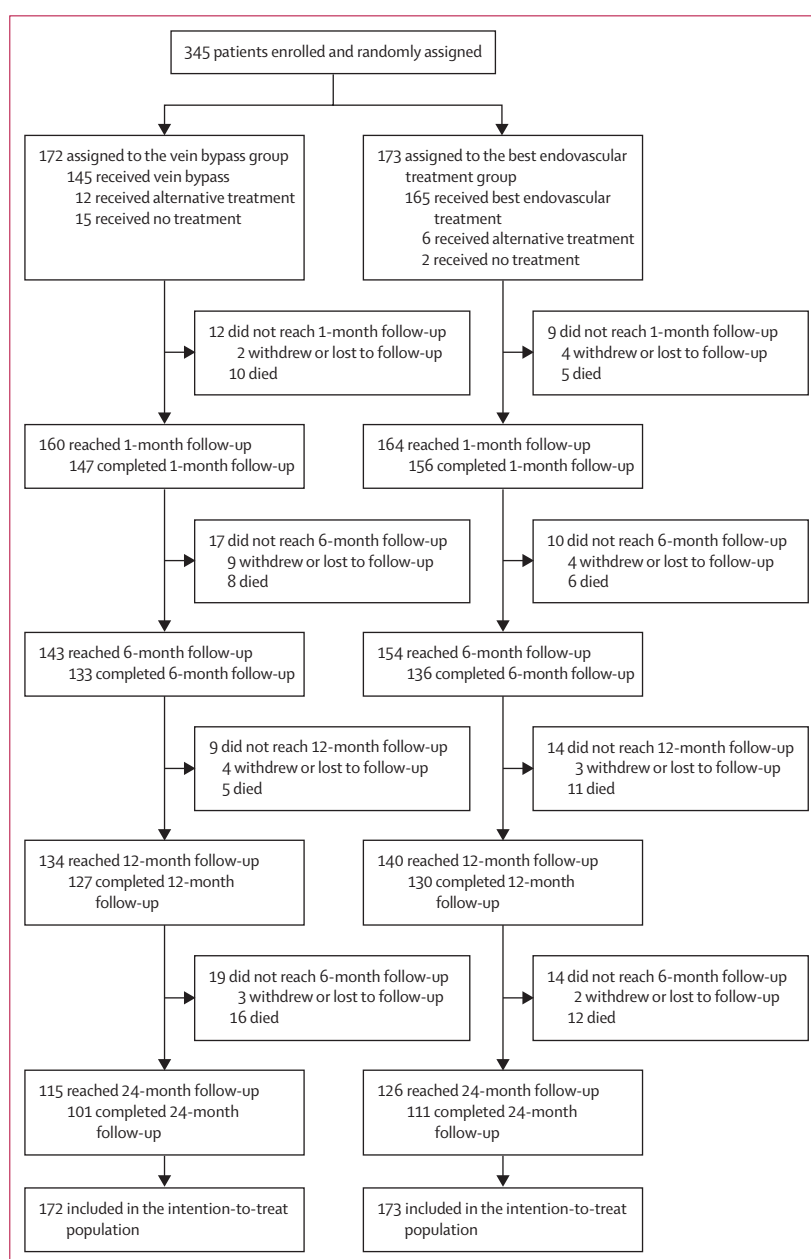 345 patients enrolled and randomly assigned
172 assigned to the vein bypass group
145 received vein bypass
12 received alternative treatment
15 received no treatment
173 assigned to the best endovascular
treatment group
165 received best endovascular
treatment
6 received alternative treatment
2 received no treatment
12 did not reach 1-month follow-up
2 withdrew or lost to follow-up
10 died
9 did not reach 1-month follow-up
4 withdrew or lost to follow-up
5 died
160 reached 1-month follow-up
147 completed 1-month follow-up
164 reached 1-month follow-up
156 completed 1-month follow-up
17 did not reach 6-month follow-up
9 withdrew or lost to follow-up
8 died
10 did not reach 6-month follow-up
4 withdrew or lost to follow-up
6 died
143 reached 6-month follow-up
133 completed 6-month follow-up
154 reached 6-month follow-up
136 completed 6-month follow-up
9 did not reach 12-month follow-up
4 withdrew or lost to follow-up
5 died
14 did not reach 12-month follow-up
3 withdrew or lost to follow-up
11 died
134 reached 12-month follow-up
127 completed 12-month
follow-up
140 reached 12-month follow-up
130 completed 12-month
follow-up
19 did not reach 6-month follow-up
3 withdrew or lost to follow-up
16 died
14 did not reach 6-month follow-up
2 withdrew or lost to follow-up
12 died
115 reached 24-month follow-up
101 completed 24-month
follow-up
126 reached 24-month follow-up
111 completed 24-month
follow-up
172 included in the intention-to-treat
population
173 included in the intention-to-treat
population